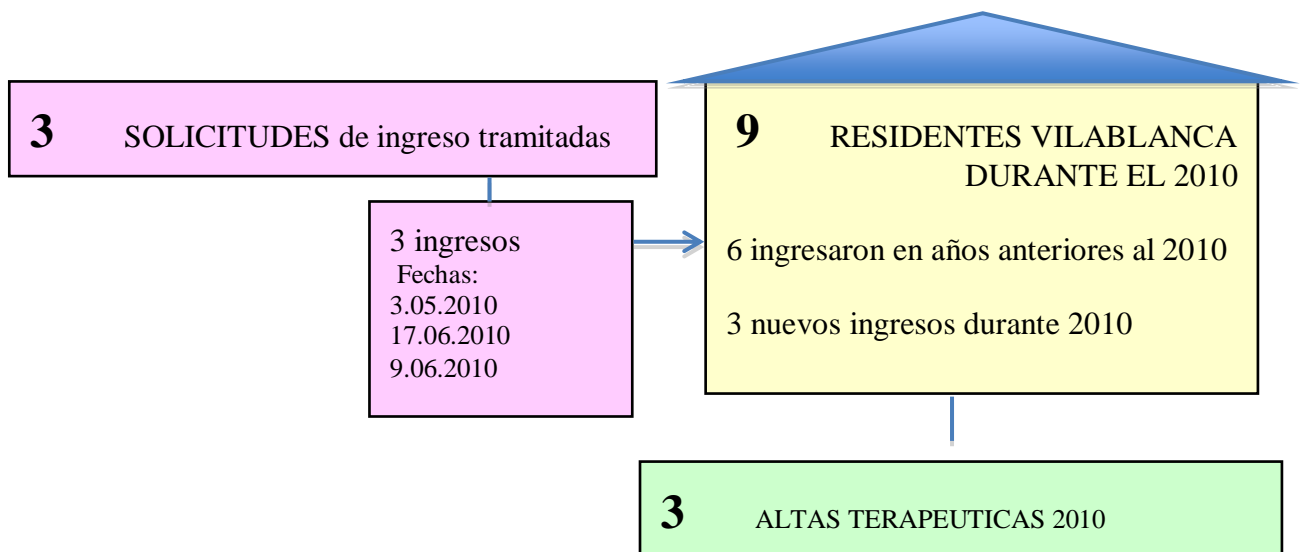 3 SOLICITUDES de ingreso tramitadas
3 ingresos
Fechas:
3.05.2010
17.06.2010
9.06.2010
9 RESIDENTES VILABLANCA
DURANTE EL 2010
6 ingresaron en años anteriores al 2010
3 nuevos ingresos durante 2010
3 ALTAS TERAPEUTICAS 2010